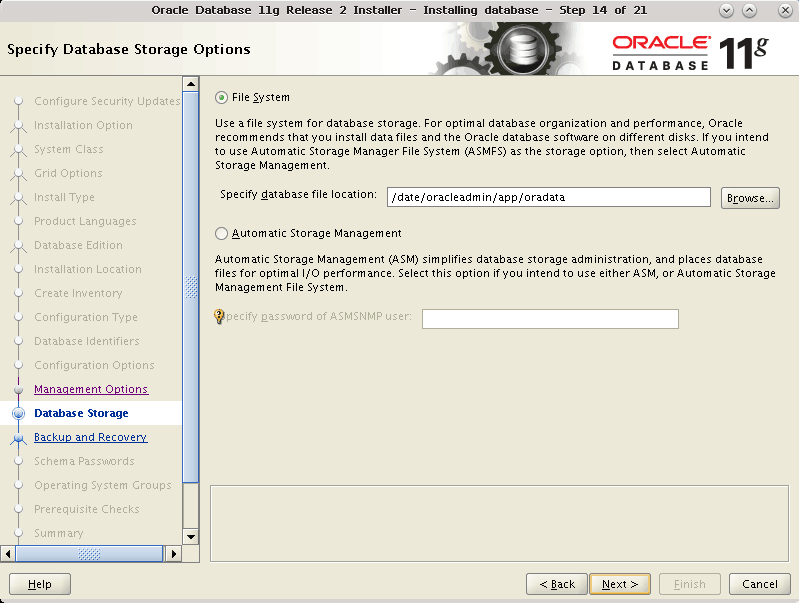 Oracle Database 11g Release 2 Installer - Installing database - Step 14 of 21
Specify Database Storage Options
ORACLE
DATABASE 11g
Configure Security Updates
Installation Option
System Class
Grid Options
Install Type
Product Languages
Database Edition
Installation Location
Create Inventory
Configuration Type
Database Identifiers
Configuration Options
Management Options
Database Storage
Backup and Recovery
Schema Passwords
Operating System Groups
Prerequisite Checks
Summary
File System
Use a file system for database storage. For optimal database organization and performance, Oracle
recommends that you install data files and the Oracle database software on different disks. If you intend
to use Automatic Storage Manager File System (ASMFS) as the storage option, then select Automatic
Storage Management.
Specify database file location: /date/oracleadmin/app/oradata Browse...
Automatic Storage Management
Automatic Storage Management (ASM) simplifies database storage administration, and places database
files for optimal I/O performance. Select this option if you intend to use either ASM, or Automatic Storage
Management File System.
pecify password of ASMSNMP user:
Help < Back Next > Finish Cancel